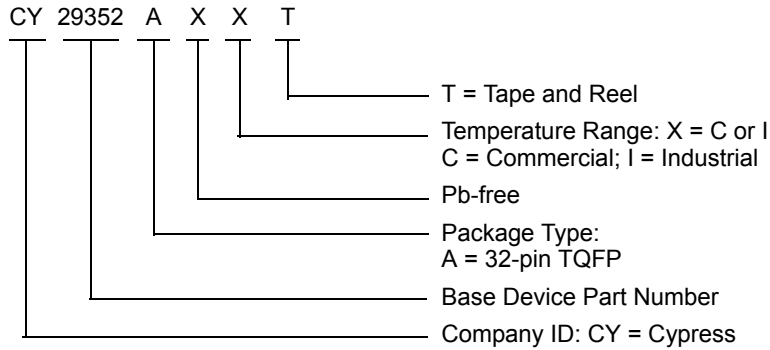 CY 29352 A X X T
T = Tape and Reel
Temperature Range: X = C or I
C = Commercial; I = Industrial
Pb-free
Package Type:
A = 32-pin TQFP
Base Device Part Number
Company ID: CY = Cypress